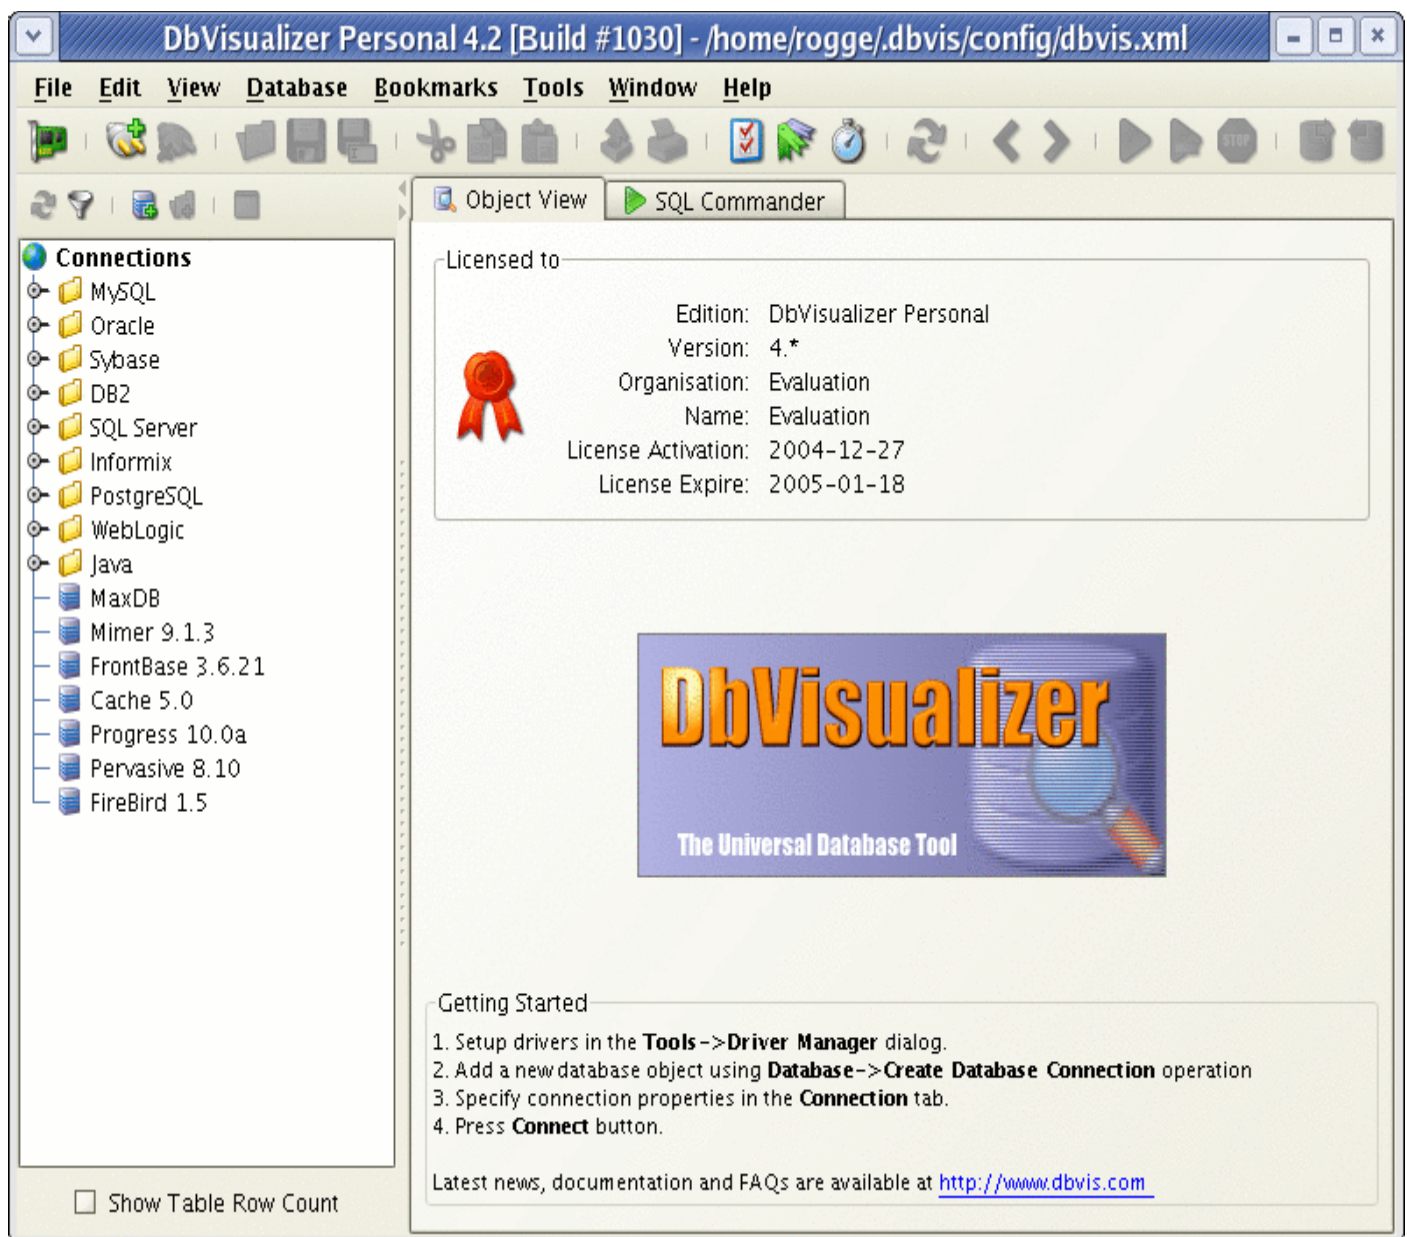 DbVisualizer Personal 4.2 [Build #1030] - /home/rogge/.dbvis/config/dbvis.xml
File Edit View Database Bookmarks Tools Window Help
STOP
Object View SQL Commander
Connections
MySQL
Oracle
Sybase
DB2
SQL Server
Informix
PostgreSQL
WebLogic
Java
MaxDB
Mimer 9.1.3
FrontBase 3.6.21
Cache 5.0
Progress 10.0a
Pervasive 8.10
FireBird 1.5
Show Table Row Count
Licensed to
Edition: DbVisualizer Personal
Version: 4.*
Organisation: Evaluation
Name: Evaluation
License Activation: 2004-12-27
License Expire: 2005-01-18
DbVisualizer
The Universal Database Tool
Getting Started
1. Setup drivers in the Tools->Driver Manager dialog.
2. Add a new database object using Database->Create Database Connection operation
3. Specify connection properties in the Connection tab.
4. Press Connect button.
Latest news, documentation and FAQs are available at http://www.dbvis.com